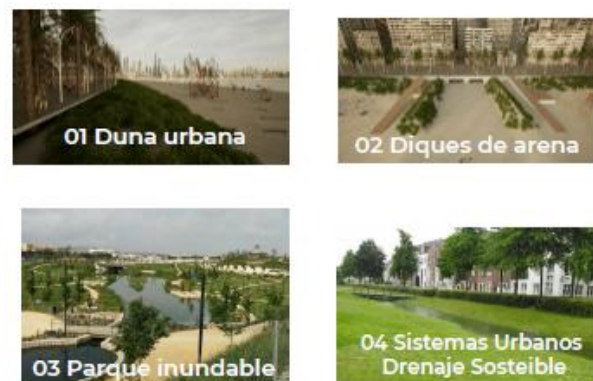 01 Duna urbana
02 Diques de arena
03 Parque inundable
04 Sistemas Urbanos
Drenaje Sosteible